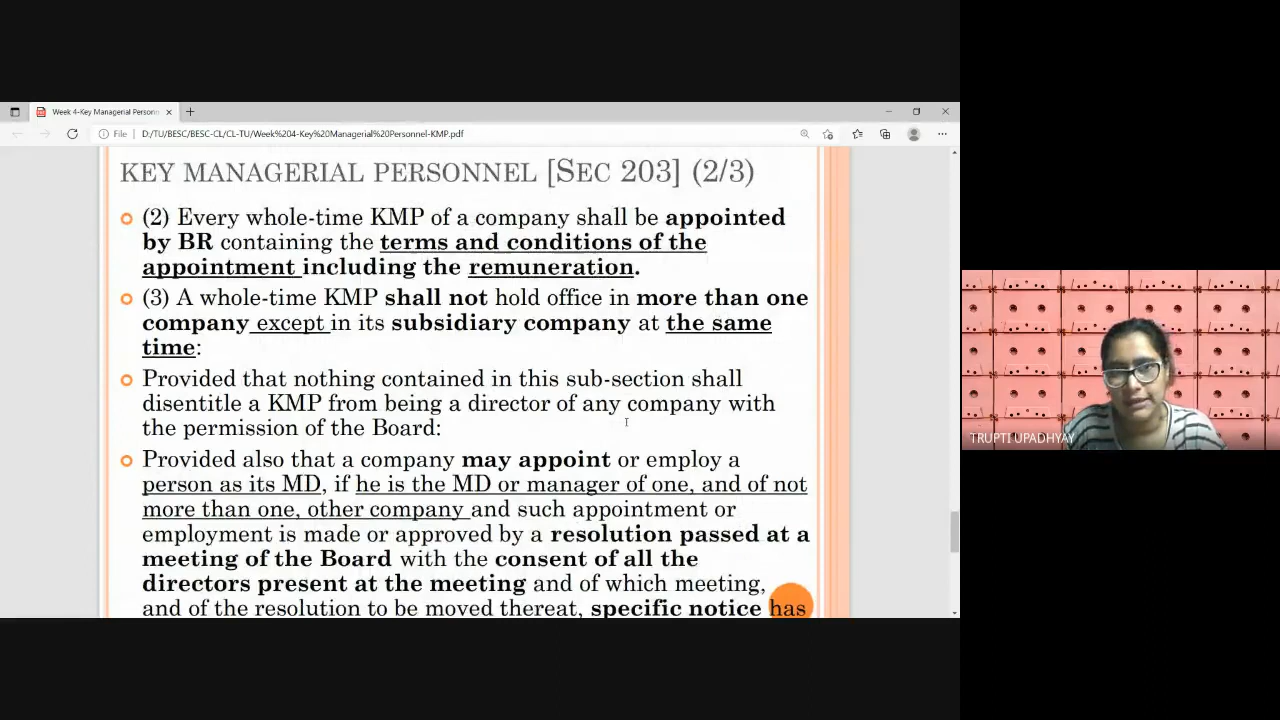 Week 4-Key Managerial Personn
File
D:/TU/BESC/BESC-CL/CL-TU/Week%204-Key%20Managerial%20Personnel-KMP.pdf
KEY MANAGERIAL PERSONNEL [SEC 203] (2/3)
(2) Every whole-time KMP of a company shall be appointed
by BR containing the terms and conditions of the
appointment including the remuneration.
(3) A whole-time KMP shall not hold office in more than one
company except in its subsidiary company at the same
time:
Provided that nothing contained in this sub-section shall
disentitle a KMP from being a director of any company with
the permission of the Board:
Provided also that a company may appoint or employ a
person as its MD, if he is the MD or manager of one, and of not
more than one, other company and such appointment or
employment is made or approved by a resolution passed at a
meeting of the Board with the consent of all the
directors present at the meeting and of which meeting,
and of the resolution to be moved thereat, specific notice has
TRUPTI UPADHYAY